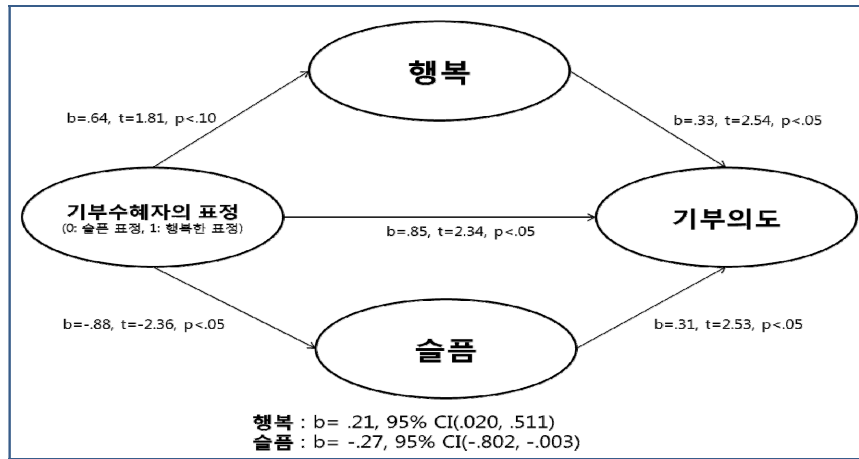 행복
b=.64, t=1.81, p<.10
b=.33, t=2.54, p<.05
기부수혜자의 표정
(0: 슬픈 표정, 1: 행복한 표정)
기부의도
b=.85, t=2.34, p<.05
b=-.88, t=-2.36, p<.05
b=.31, t=2.53, p<.05
슬픔
행복 : b= .21, 95% CI(.020, .511)
슬픔 : b= -.27, 95% CI(-.802, -.003)